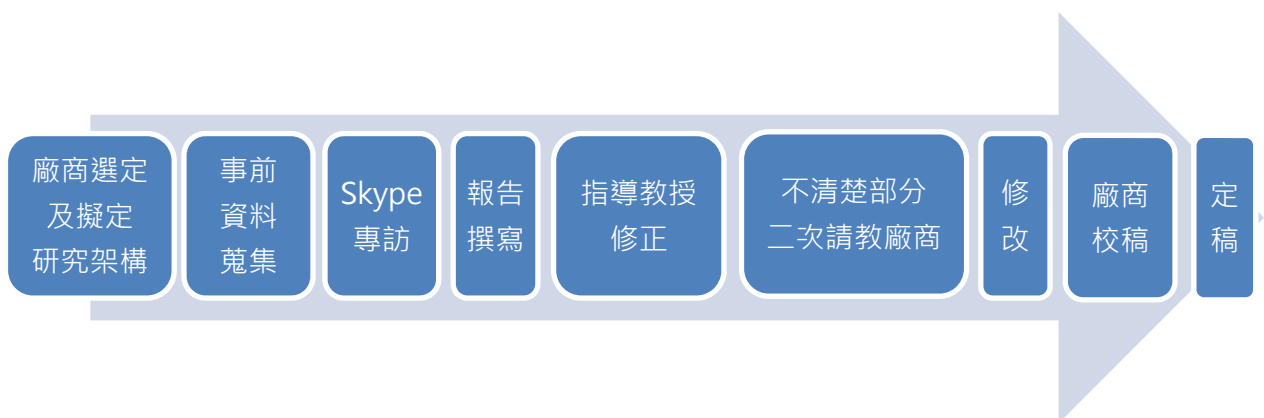 廠商選定
及擬定
研究架構
事前
資料
蒐集
Skype
專訪
報告
撰寫
指導教授
修正
不清楚部分
二次請教廠商
修
改
廠商
校稿
定
稿